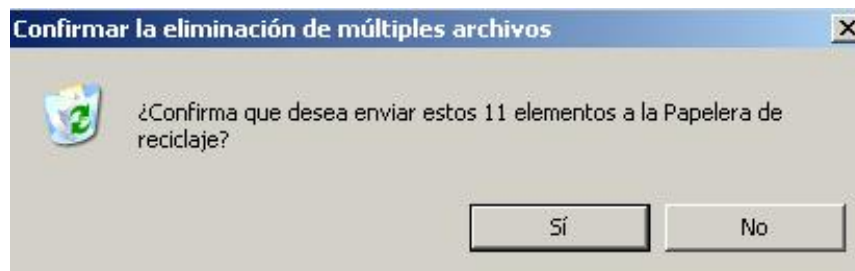 Confirmar la eliminación de múltiples archivos
¿Confirma que desea enviar estos 11 elementos a la Papelera de
reciclaje?
Sí
No